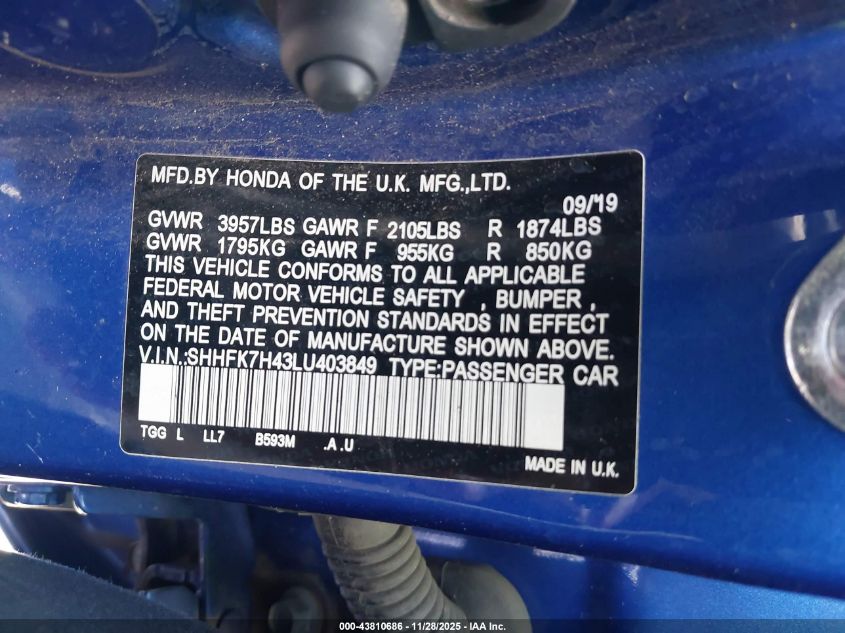 MFD.BY HONDA OF THE U.K. MFG.,LTD.
09/19
GVWR 3957LBS GAWR F 2105LBS R 1874LBS
GVWR 1795KG GAWR F 955KG R 850KG
THIS VEHICLE CONFORMS TO ALL APPLICABLE
FEDERAL MOTOR VEHICLE SAFETY , BUMPER ,
AND THEFT PREVENTION STANDARDS IN EFFECT
ON THE DATE OF MANUFACTURE SHOWN ABOVE.
V.I.N.:SHHFK7H43LU403849 TYPE:PASSENGER CAR
TGG L LL7 B593M .A .U
MADE IN U.K.
000-43810686 | 11/28/2025 | IAA Inc.